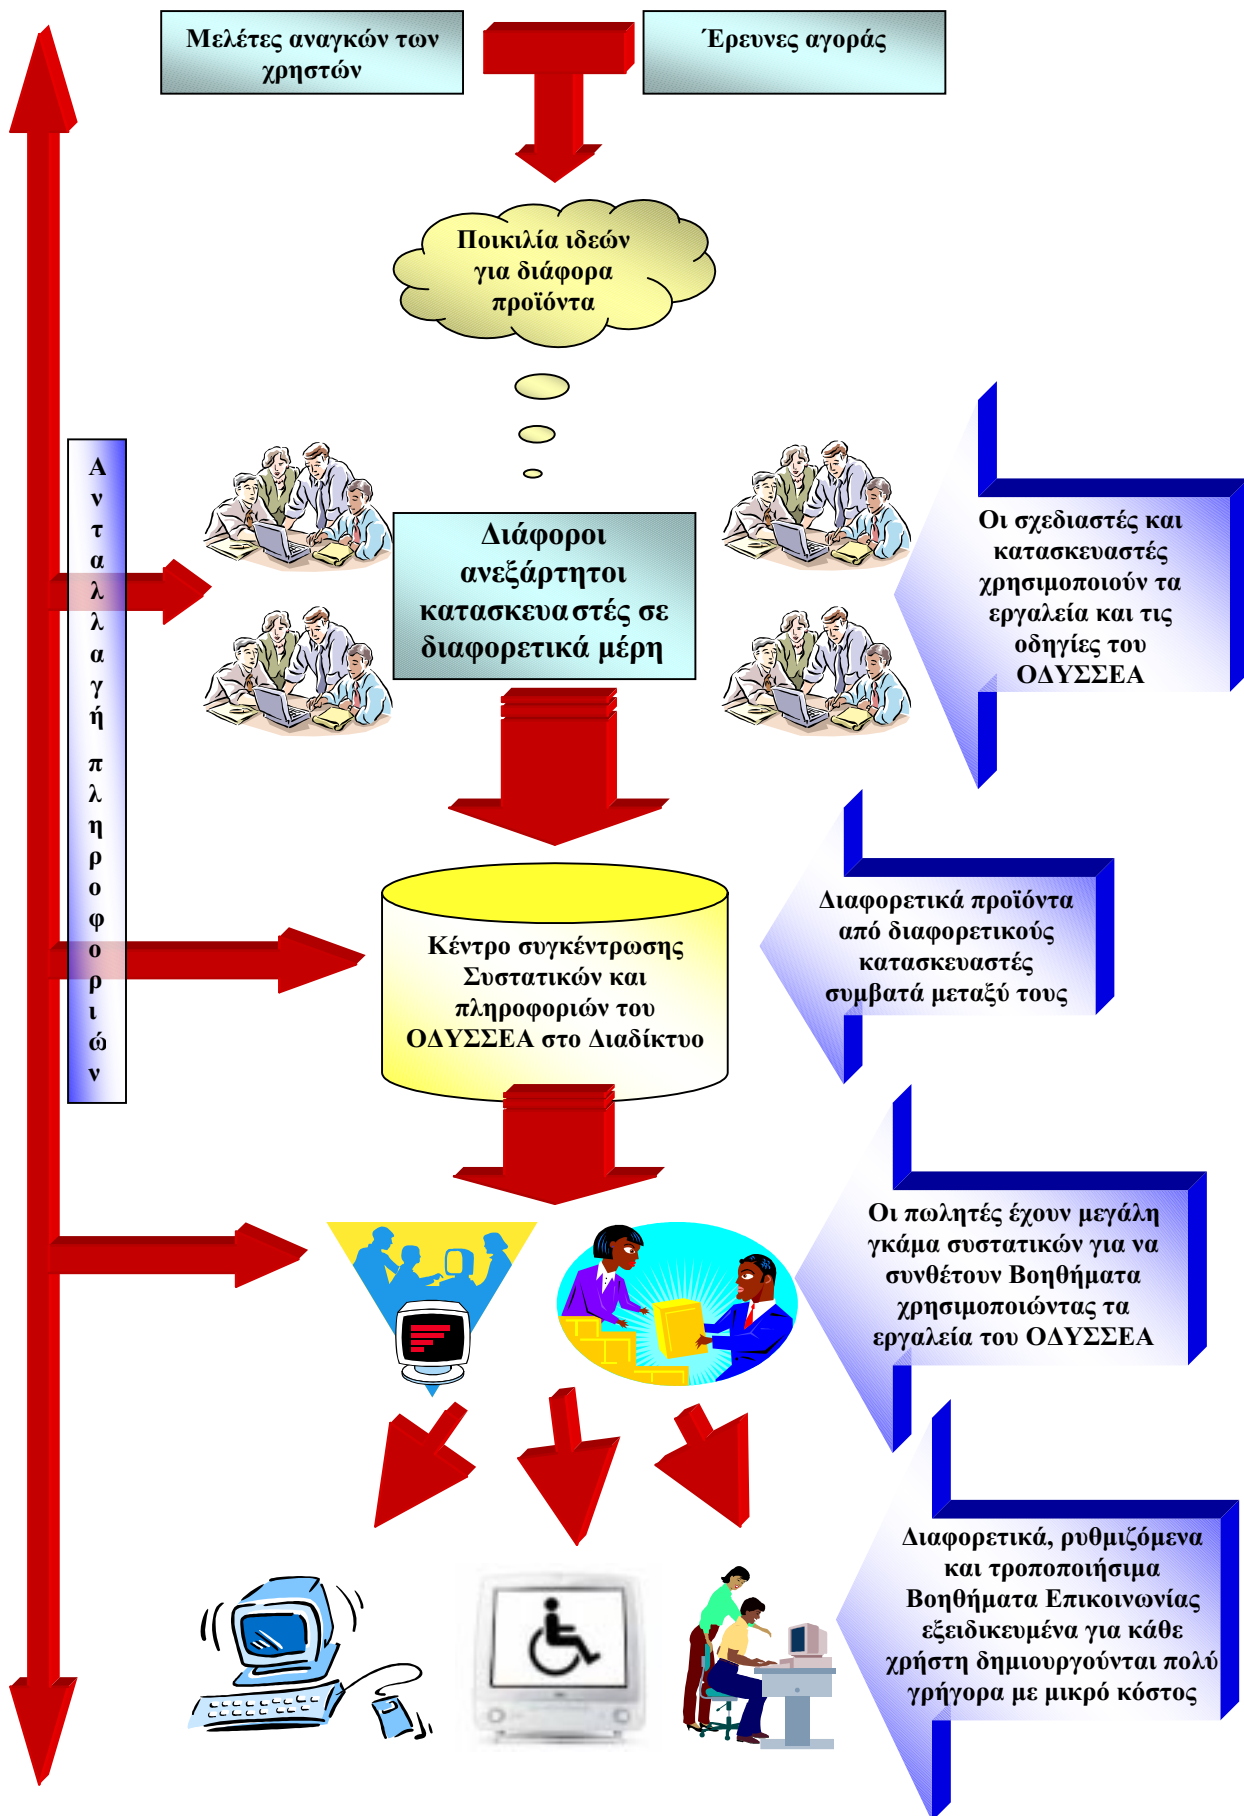 Μελέτες αναγκών των
χρηστών
Έρευνες αγοράς
Ποικιλία ιδεών
για διάφορα
προϊόντα
Ανταλλαγή πληροφοριών
Διάφοροι
ανεξάρτητοι
κατασκευαστές σε
διαφορετικά μέρη
Οι σχεδιαστές και
κατασκευαστές
χρησιμοποιούν τα
εργαλεία και τις
οδηγίες του
ΟΔΥΣΣΕΑ
Κέντρο συγκέντρωσης
Συστατικών και
πληροφοριών του
ΟΔΥΣΣΕΑ στο Διαδίκτυο
Διαφορετικά προϊόντα
από διαφορετικούς
κατασκευαστές
συμβατά μεταξύ τους
Οι πωλητές έχουν μεγάλη
γκάμα συστατικών για να
συνθέτουν Βοηθήματα
χρησιμοποιώντας τα
εργαλεία του ΟΔΥΣΣΕΑ
Διαφορετικά, ρυθμιζόμενα
και τροποποιήσιμα
Βοηθήματα Επικοινωνίας
εξειδικευμένα για κάθε
χρήστη δημιουργούνται πολύ
γρήγορα με μικρό κόστος